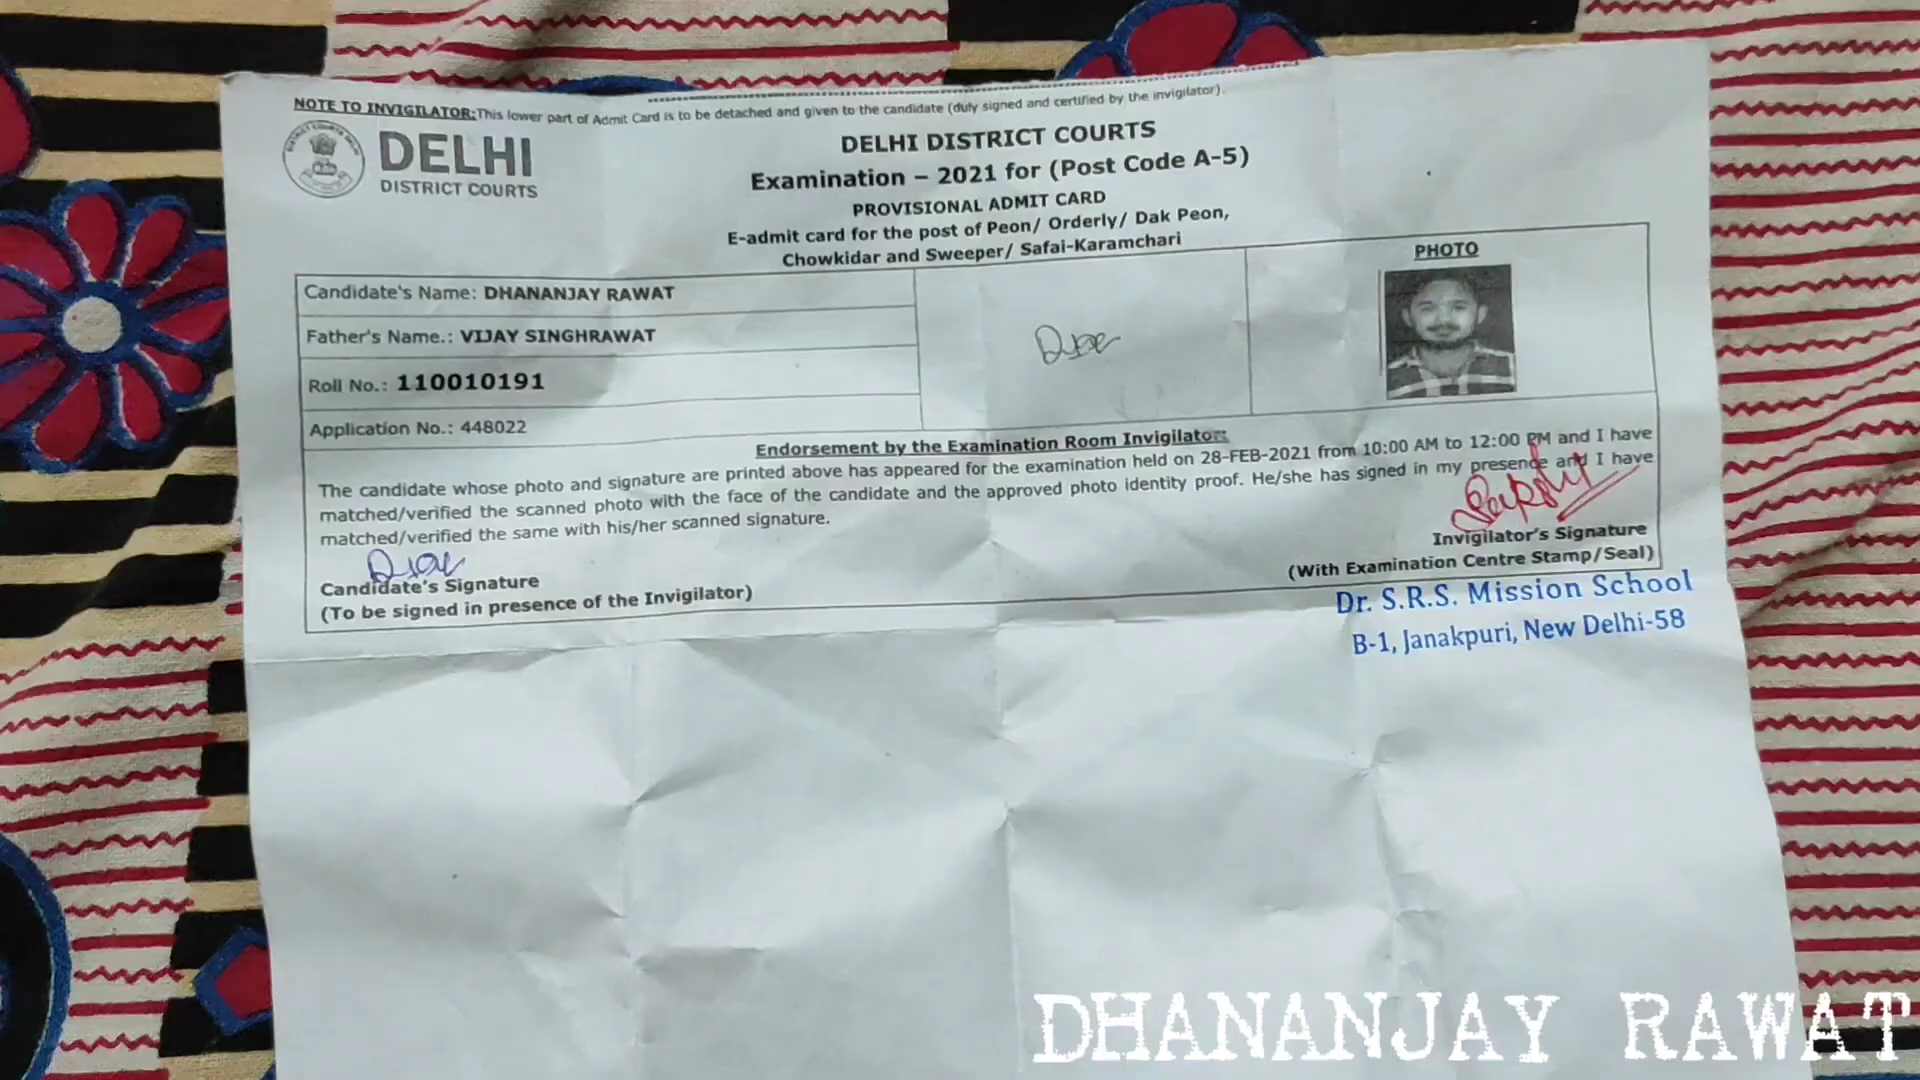 NOTE TO INVIGILATOR:This lower part of Admit Card is to be detached and given to the candidate (duly signed and certified by the invigilator).
DELHI
DISTRICT COURTS
DELHI DISTRICT COURTS
Examination – 2021 for (Post Code A-5)
PROVISIONAL ADMIT CARD
E-admit card for the post of Peon/ Orderly/ Dak Peon,
Chowkidar and Sweeper/ Safai-Karamchari
Candidate's Name: DHANANJAY RAWAT
Father's Name.: VIJAY SINGHRAWAT
Roll No.: 110010191
Application No.: 448022
PHOTO
Endorsement by the Examination Room Invigilator:
The candidate whose photo and signature are printed above has appeared for the examination held on 28-FEB-2021 from 10:00 AM to 12:00 PM and I have
matched/verified the scanned photo with the face of the candidate and the approved photo identity proof. He/she has signed in my presence and I have
matched/verified the same with his/her scanned signature.
Candidate's Signature
(To be signed in presence of the Invigilator)
Invigilator's Signature
(With Examination Centre Stamp/Seal)
Dr. S.R.S. Mission School
B-1, Janakpuri, New Delhi-58
DHANANJAY RAWAT